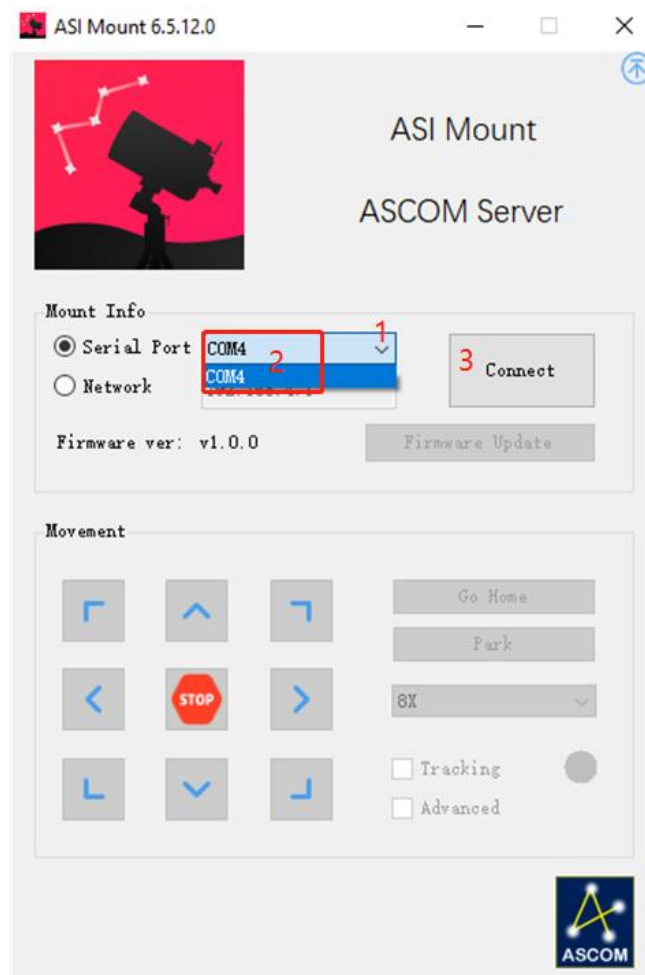 ASI Mount 6.5.12.0
ASI Mount
ASCOM Server
Mount Info
Serial Port COM4 1
COM4 2
3 Connect
Network
Firmware ver: v1.0.0 Firmware Update
Movement
Go Home
Park
STOP
8X
Tracking
Advanced
ASCOM